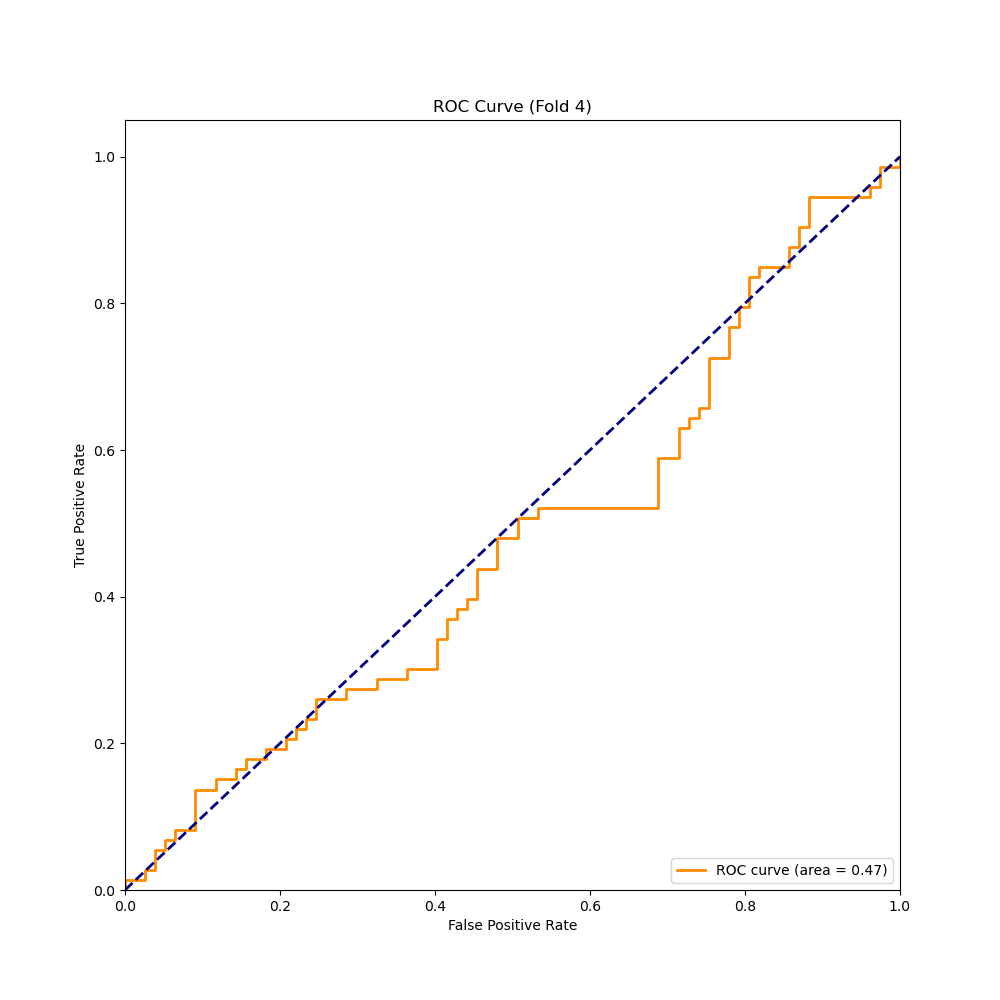 ROC Curve (Fold 4)
True Positive Rate
1.0
0.8
0.6
0.4
0.2
0.0
ROC curve (area = 0.47)
0.0 0.2 0.4 0.6 0.8 1.0
False Positive Rate